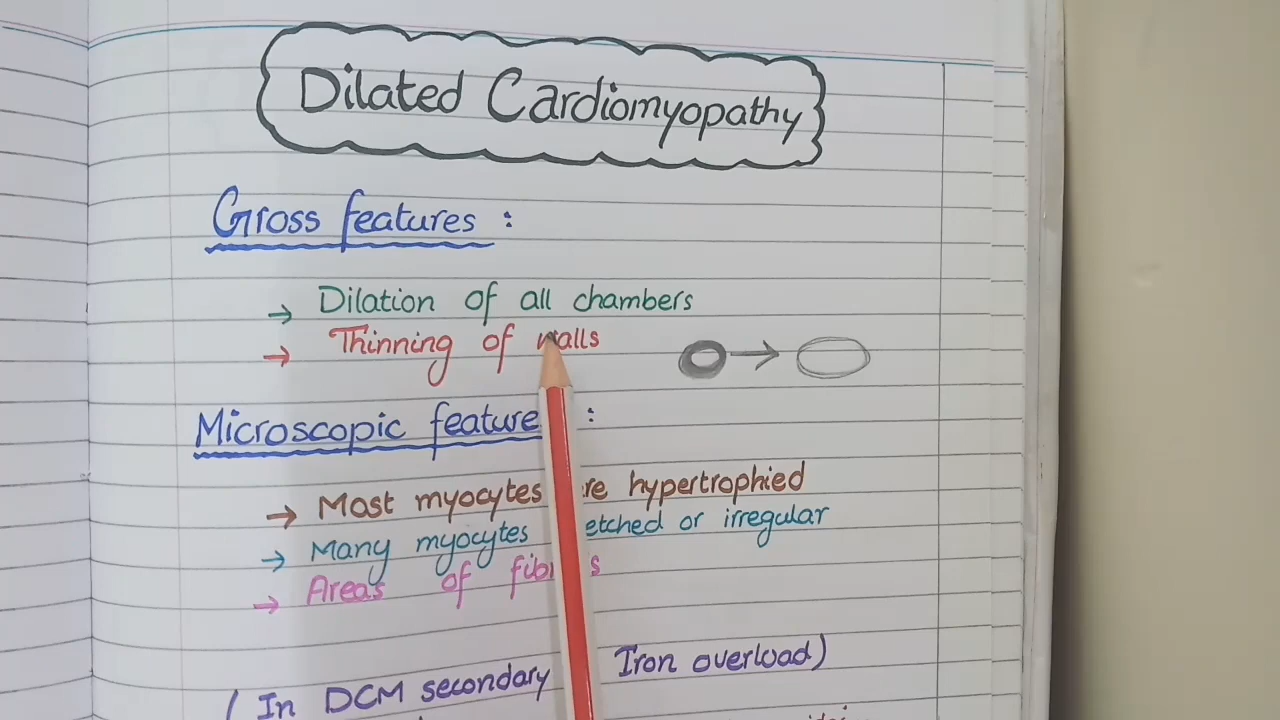 Dilated Cardiomyopathy
Gross features :
→ Dilation of all chambers
→ Thinning of walls
Microscopic feature :
→ Most myocytes hypertrophied
→ Many myocytes or irregular
→ Areas of
( In DCM secondary Iron overload)